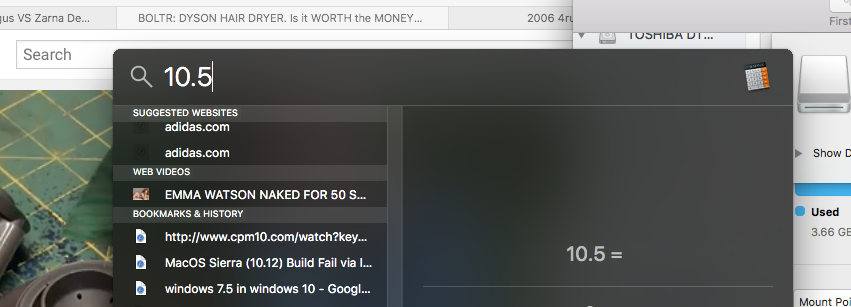 gus VS Zarna De...
BOLTR: DYSON HAIR DRYER. Is it WORTH the MONEY...
2006 4ru
First
Search
TOSHIBA DT...
10.5
SUGGESTED WEBSITES
adidas.com
adidas.com
WEB VIDEOS
EMMA WATSON NAKED FOR 50 S...
BOOKMARKS & HISTORY
http://www.cpm10.com/watch?key...
MacOS Sierra (10.12) Build Fail via I...
windows 7.5 in windows 10 - Googl...
10.5 =
Show D
Used
3.66 GB
Mount Poi